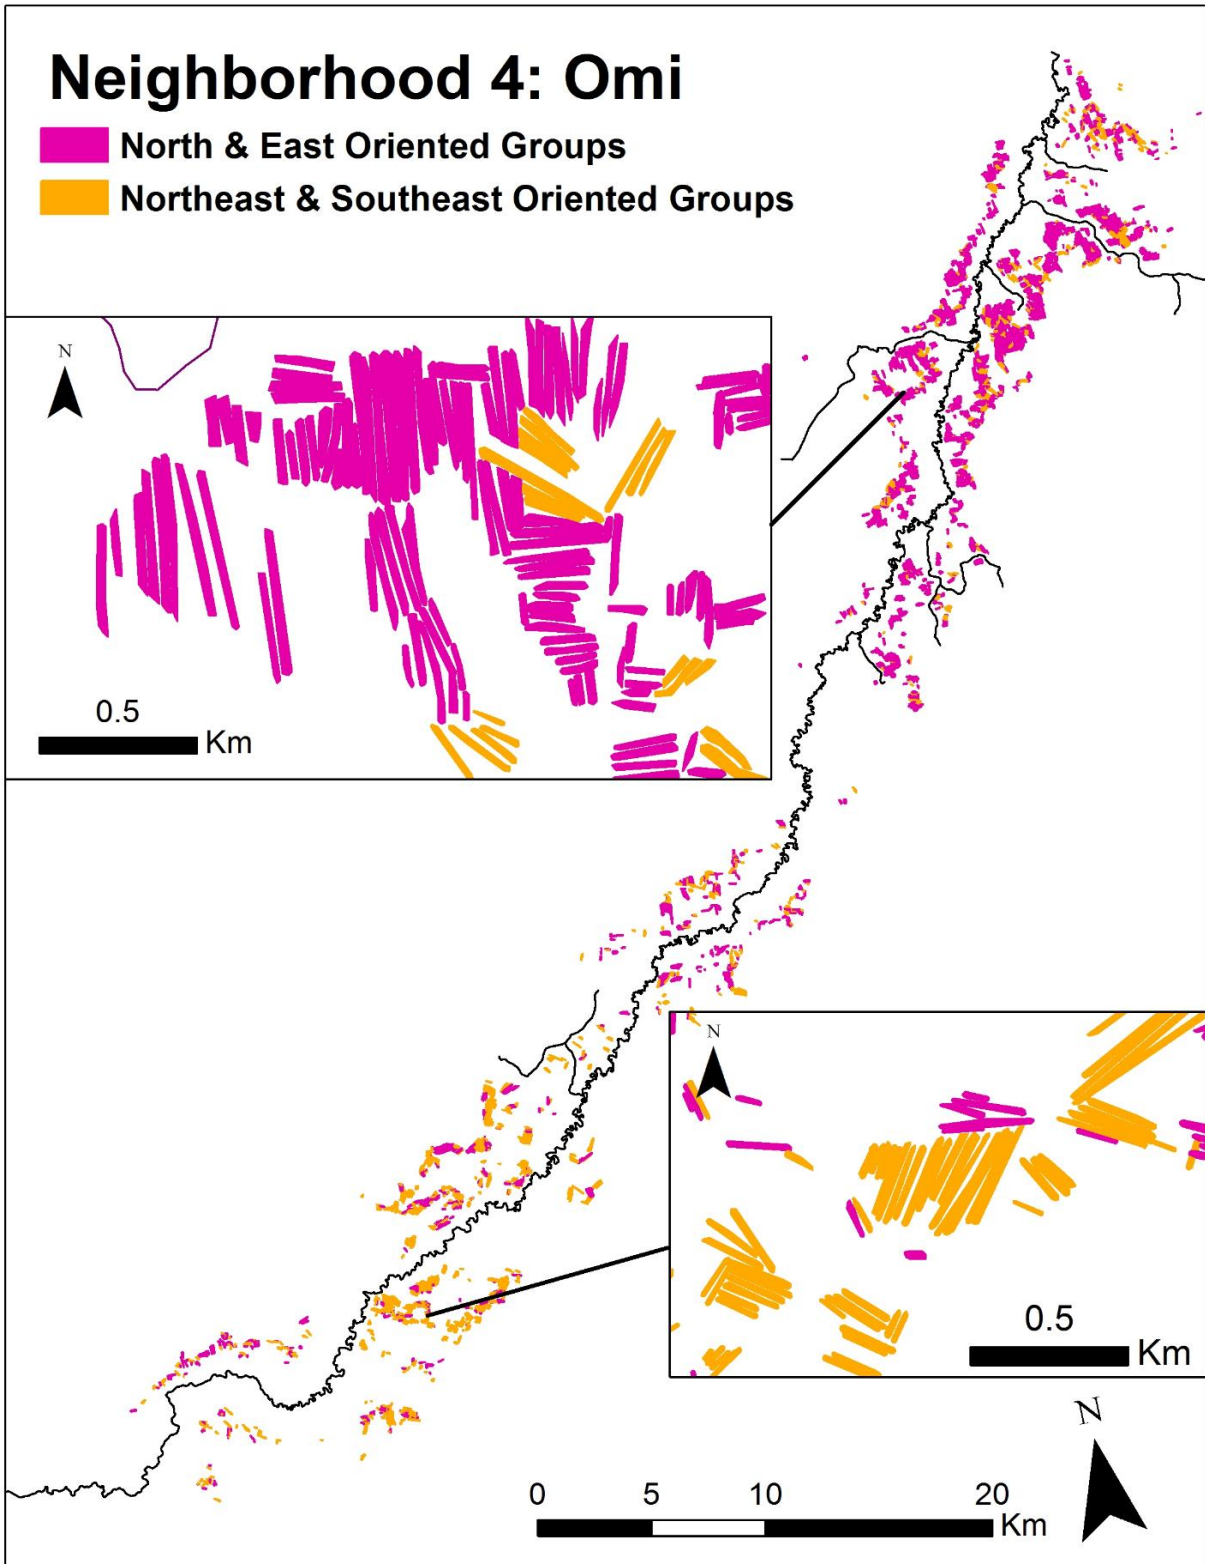 Neighborhood 4: Omi
North & East Oriented Groups
Northeast & Southeast Oriented Groups
N
0.5
Km
N
0.5
Km
N
0 5 10 20
Km